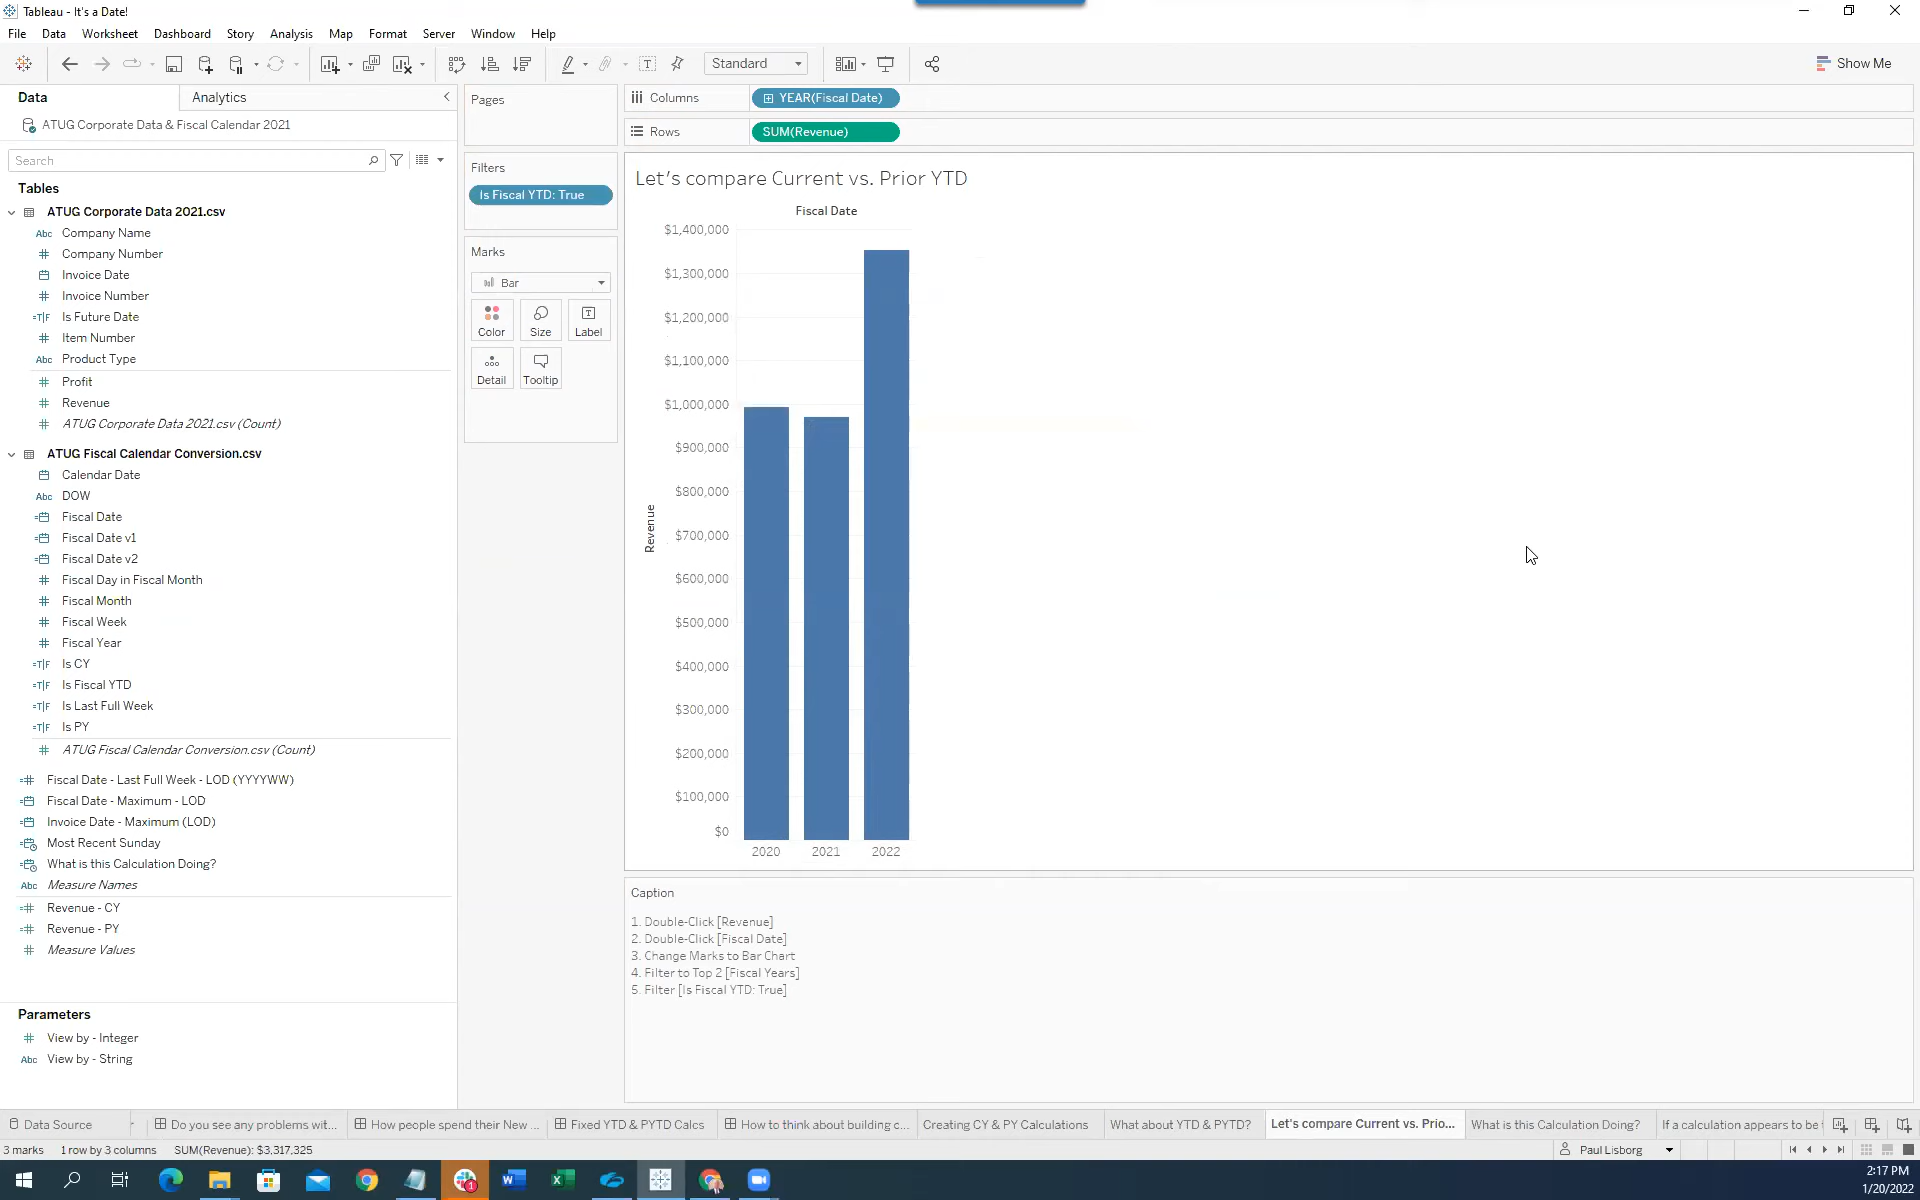 Tableau - It's a Date!
File Data Worksheet Dashboard Story Analysis Map Format Server Window Help
Standard
Show Me
Data
Analytics
ATUG Corporate Data & Fiscal Calendar 2021
Search
Tables
ATUG Corporate Data 2021.csv
Abc Company Name
# Company Number
Invoice Date
# Invoice Number
=T|F Is Future Date
# Item Number
Abc Product Type
# Profit
# Revenue
# ATUG Corporate Data 2021.csv (Count)
ATUG Fiscal Calendar Conversion.csv
Calendar Date
Abc DOW
Fiscal Date
Fiscal Date v1
Fiscal Date v2
# Fiscal Day in Fiscal Month
# Fiscal Month
# Fiscal Week
# Fiscal Year
=T|F Is CY
=T|F Is Fiscal YTD
=T|F Is Last Full Week
=T|F Is PY
# ATUG Fiscal Calendar Conversion.csv (Count)
=# Fiscal Date - Last Full Week - LOD (YYYYWW)
Fiscal Date - Maximum - LOD
Invoice Date - Maximum (LOD)
Most Recent Sunday
What is this Calculation Doing?
Abc Measure Names
=# Revenue - CY
=# Revenue - PY
# Measure Values
Parameters
# View by - Integer
Abc View by - String
Pages
Filters
Is Fiscal YTD: True
Marks
Bar
Color Size Label
Detail Tooltip
Columns YEAR(Fiscal Date)
Rows SUM(Revenue)
Let's compare Current vs. Prior YTD
Fiscal Date
$1,400,000
$1,300,000
$1,200,000
$1,100,000
$1,000,000
$900,000
$800,000
$700,000
$600,000
$500,000
$400,000
$300,000
$200,000
$100,000
$0
Revenue
2020 2021 2022
Caption
1. Double-Click [Revenue]
2. Double-Click [Fiscal Date]
3. Change Marks to Bar Chart
4. Filter to Top 2 [Fiscal Years]
5. Filter [Is Fiscal YTD: True]
Data Source
Do you see any problems wit...
How people spend their New ...
Fixed YTD & PYTD Calcs
How to think about building c...
Creating CY & PY Calculations
What about YTD & PYTD?
Let's compare Current vs. Prio...
What is this Calculation Doing?
If a calculation appears to be
3 marks 1 row by 3 columns SUM(Revenue): $3,317,325
Paul Lisborg
1
2:17 PM
1/20/2022